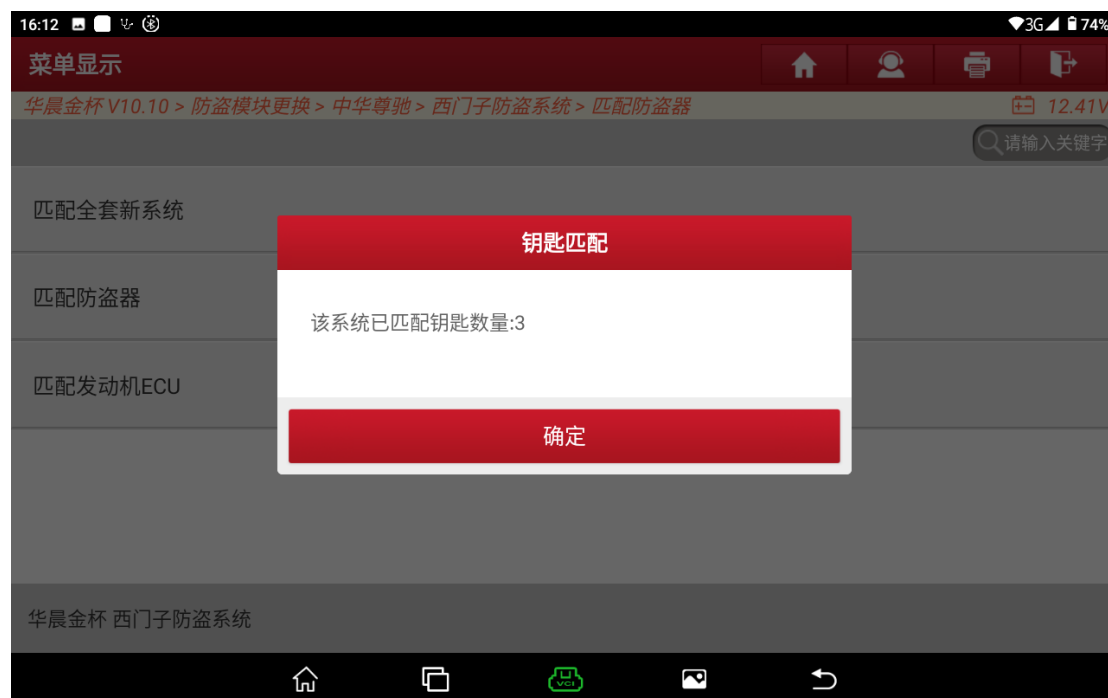 16:12
3G 74%
菜单显示
华晨金杯 V10.10 > 防盗模块更换 > 中华尊驰 > 西门子防盗系统 > 匹配防盗器
12.41V
请输入关键字
匹配全套新系统
钥匙匹配
匹配防盗器
该系统已匹配钥匙数量:3
匹配发动机ECU
确定
华晨金杯 西门子防盗系统
VCI